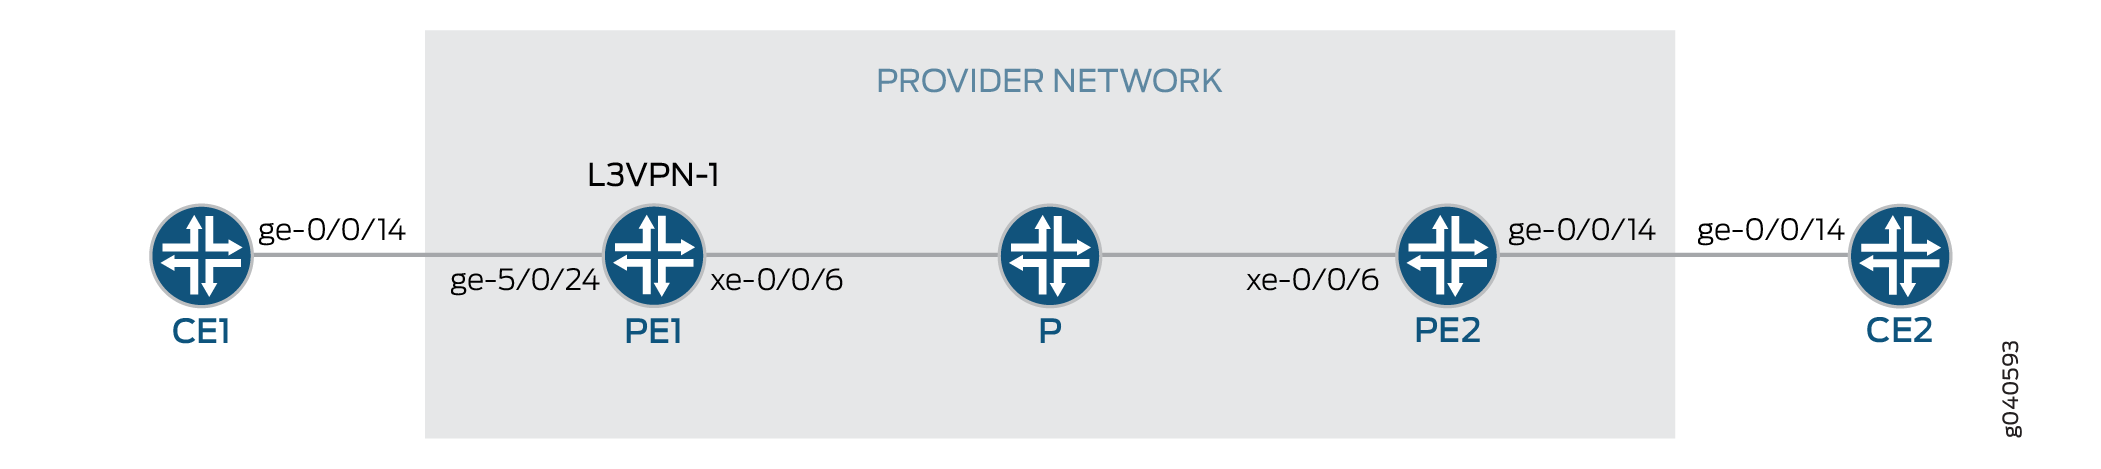 PROVIDER NETWORK
L3VPN-1
ge-0/0/14
ge-5/0/24
xe-0/0/6
xe-0/0/6
ge-0/0/14
ge-0/0/14
CE1
PE1
P
PE2
CE2
g040593